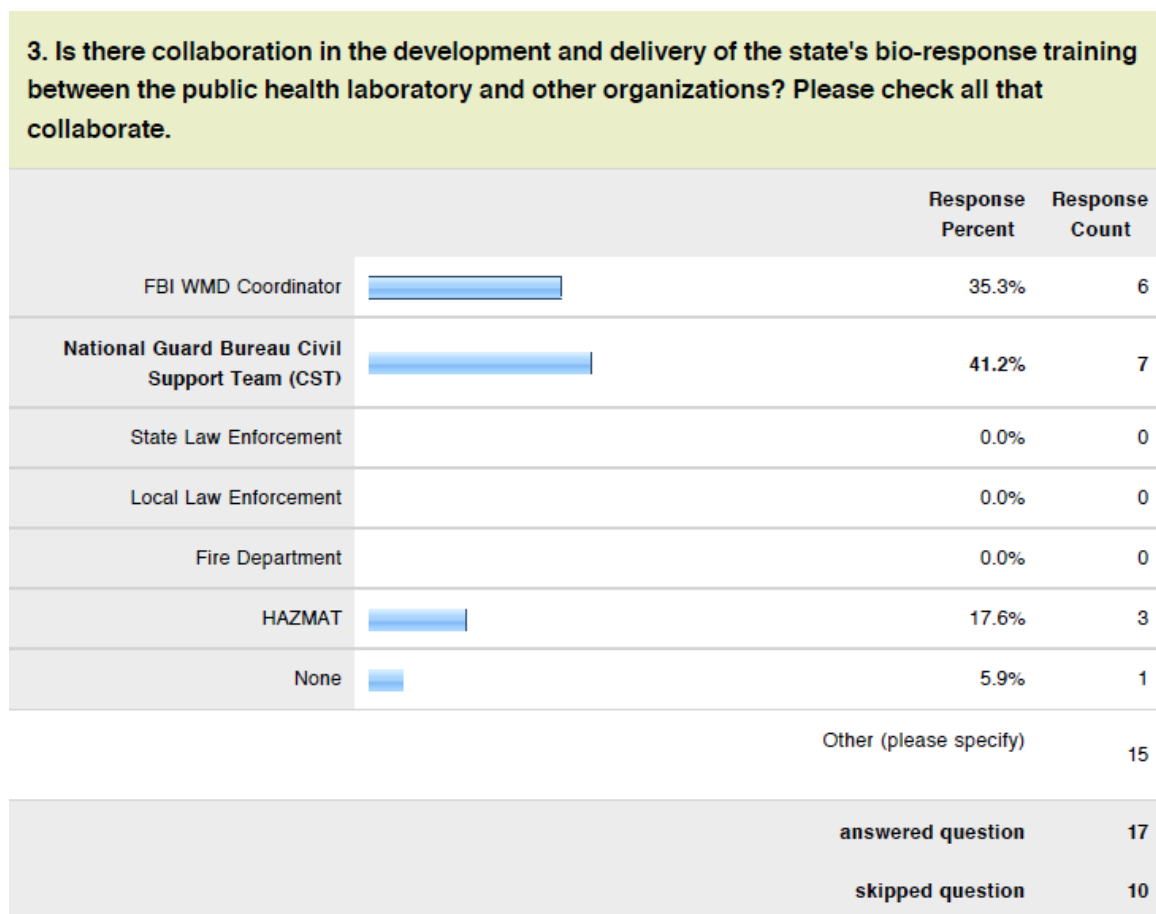 3. Is there collaboration in the development and delivery of the state's bio-response training
between the public health laboratory and other organizations? Please check all that
collaborate.
Response Response
Percent Count
FBI WMD Coordinator 35.3% 6
National Guard Bureau Civil
Support Team (CST) 41.2% 7
State Law Enforcement 0.0% 0
Local Law Enforcement 0.0% 0
Fire Department 0.0% 0
HAZMAT 17.6% 3
None 5.9% 1
Other (please specify) 15
answered question 17
skipped question 10